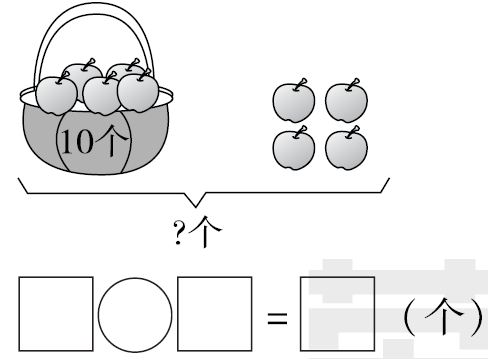 10个
?个
= (个)